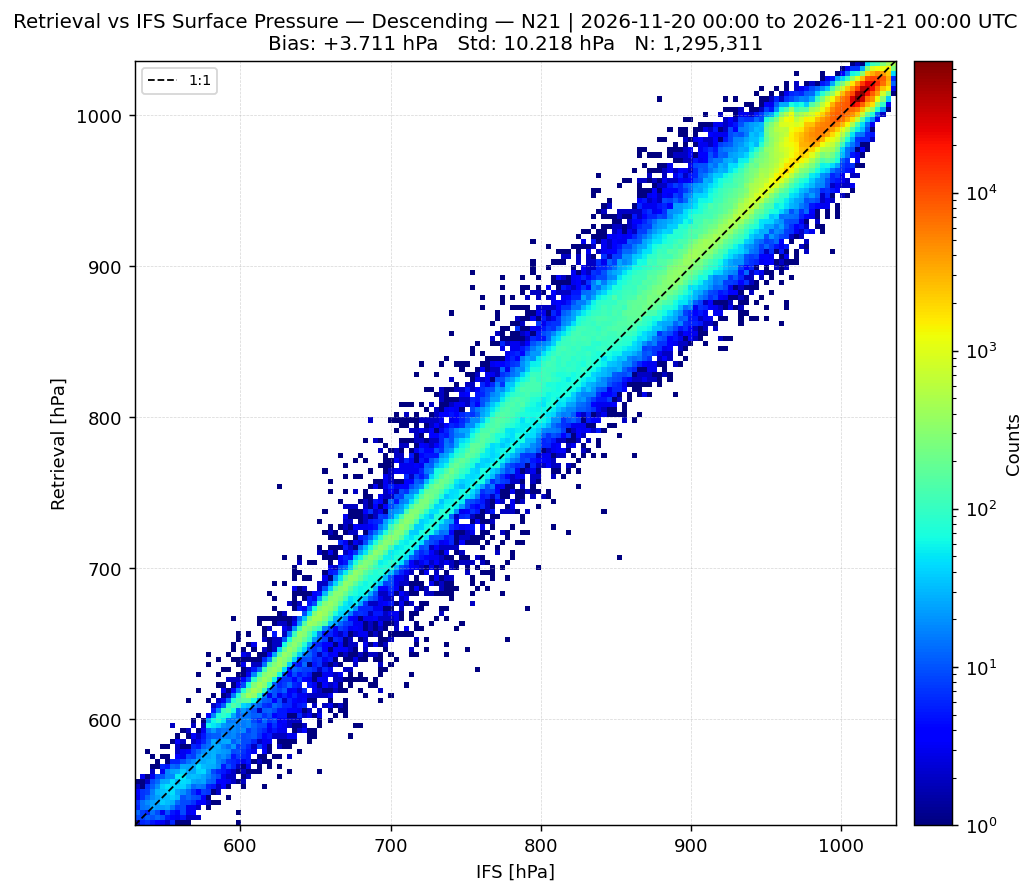 Retrieval vs IFS Surface Pressure — Descending — N21 | 2026-11-20 00:00 to 2026-11-21 00:00 UTC
Bias: +3.711 hPa   Std: 10.218 hPa   N: 1,295,311
1:1
Retrieval [hPa]
1000
900
800
700
600
600 700 800 900 1000
IFS [hPa]
10^4
10^3
10^2
10^1
10^0
Counts